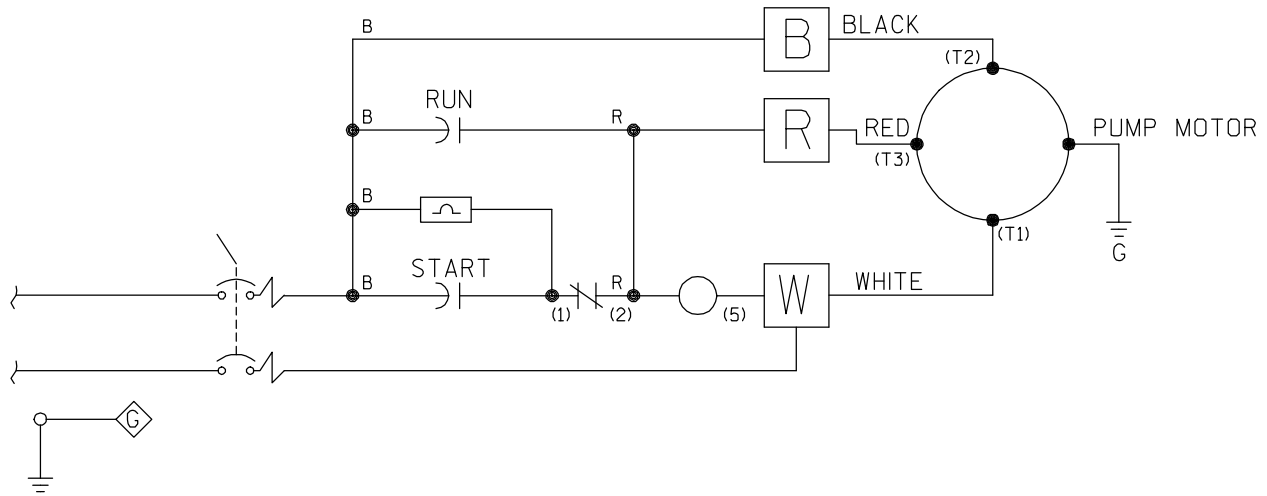 B
B BLACK
(T2)
RUN
B
R
R RED
(T3)
PUMP MOTOR
B
START
B
R
(1)
(2)
(5)
W WHITE
(T1)
G
G